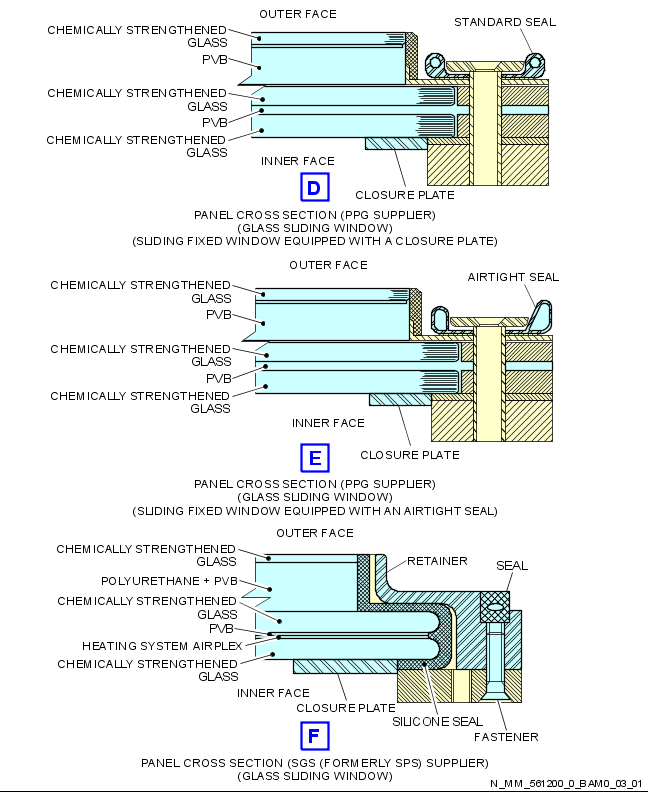 OUTER FACE
CHEMICALLY STRENGTHENED
GLASS
STANDARD SEAL
PVB
CHEMICALLY STRENGTHENED
GLASS
PVB
CHEMICALLY STRENGTHENED
GLASS
INNER FACE
CLOSURE PLATE
D
PANEL CROSS SECTION (PPG SUPPLIER)
(GLASS SLIDING WINDOW)
(SLIDING FIXED WINDOW EQUIPPED WITH A CLOSURE PLATE)
OUTER FACE
AIRTIGHT SEAL
CHEMICALLY STRENGTHENED
GLASS
PVB
CHEMICALLY STRENGTHENED
GLASS
PVB
CHEMICALLY STRENGTHENED
GLASS
INNER FACE
CLOSURE PLATE
E
PANEL CROSS SECTION (PPG SUPPLIER)
(GLASS SLIDING WINDOW)
(SLIDING FIXED WINDOW EQUIPPED WITH AN AIRTIGHT SEAL)
OUTER FACE
CHEMICALLY STRENGTHENED
GLASS
RETAINER
SEAL
POLYURETHANE + PVB
CHEMICALLY STRENGTHENED
GLASS
PVB
HEATING SYSTEM AIRPLEX
CHEMICALLY STRENGTHENED
GLASS
INNER FACE
CLOSURE PLATE
SILICONE SEAL
FASTENER
F
PANEL CROSS SECTION (SGS (FORMERLY SPS) SUPPLIER)
(GLASS SLIDING WINDOW)
N_MM_561200_0_BAM0_03_01